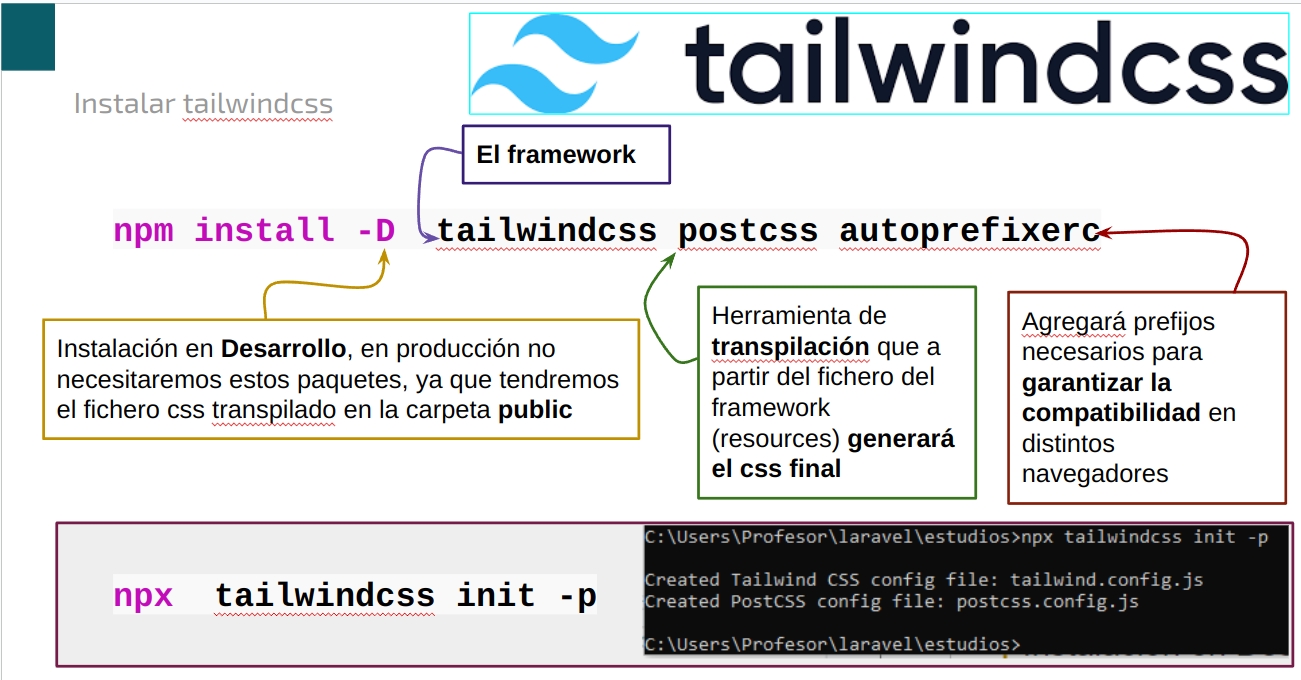 tailwindcss
Instalar tailwindcss
El framework
npm install -D tailwindcss postcss autoprefixerc
Instalación en Desarrollo, en producción no
necesitaremos estos paquetes, ya que tendremos
el fichero css transpilado en la carpeta public
Herramienta de
transpilación que a
partir del fichero del
framework
(resources) generará
el css final
Agregará prefijos
necesarios para
garantizar la
compatibilidad en
distintos
navegadores
npx tailwindcss init -p
C:\Users\Profesor\laravel\estudios>npx tailwindcss init -p
Created Tailwind CSS config file: tailwind.config.js
Created PostCSS config file: postcss.config.js
C:\Users\Profesor\laravel\estudios>